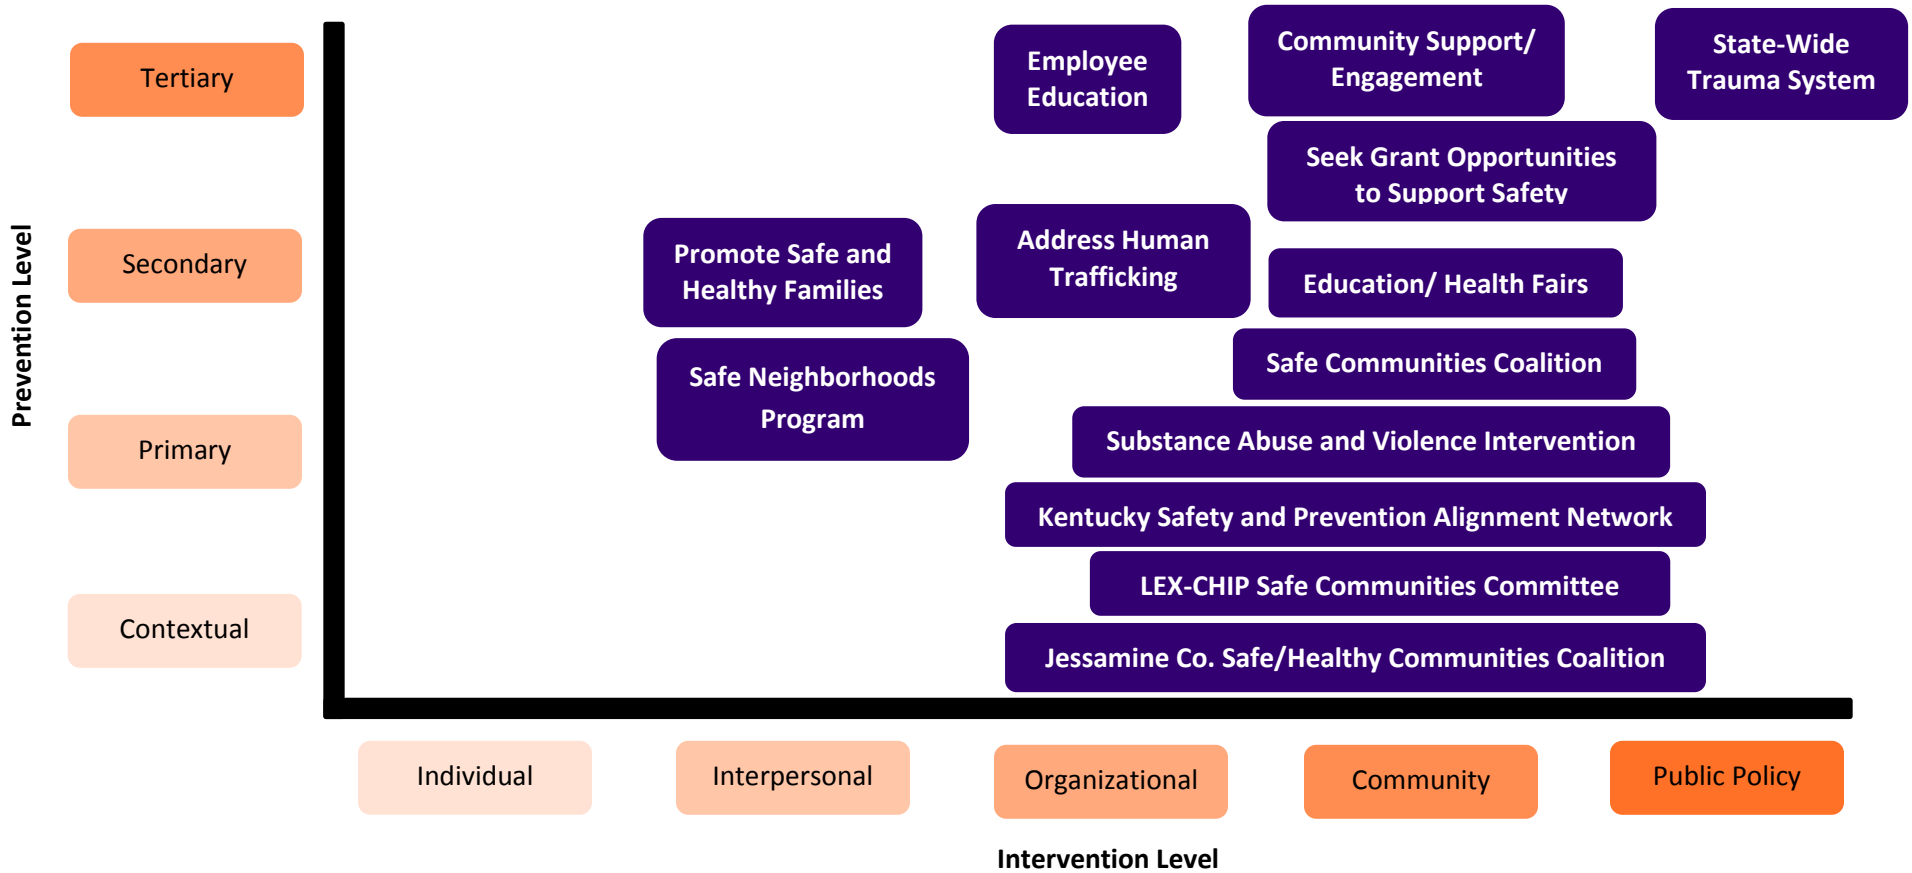 Prevention Level
Tertiary
Secondary
Primary
Contextual
Employee
Education
Community Support/
Engagement
State-Wide
Trauma System
Seek Grant Opportunities
to Support Safety
Promote Safe and
Healthy Families
Address Human
Trafficking
Education/ Health Fairs
Safe Neighborhoods
Program
Safe Communities Coalition
Substance Abuse and Violence Intervention
Kentucky Safety and Prevention Alignment Network
LEX-CHIP Safe Communities Committee
Jessamine Co. Safe/Healthy Communities Coalition
Individual
Interpersonal
Organizational
Community
Public Policy
Intervention Level